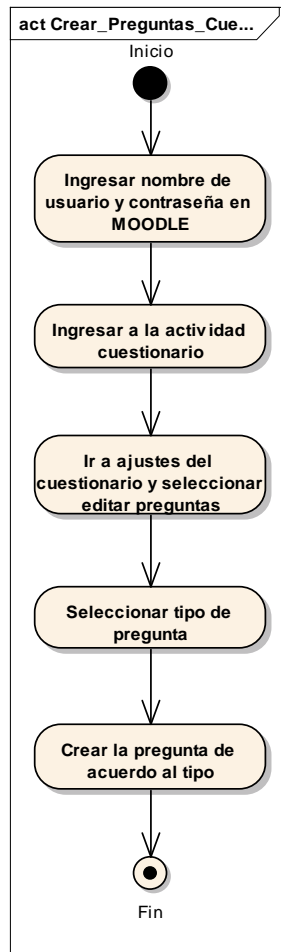 act Crear_Preguntas_Cue...
Inicio
Ingresar nombre de
usuario y contraseña en
MOODLE
Ingresar a la actividad
cuestionario
Ir a ajustes del
cuestionario y seleccionar
editar preguntas
Seleccionar tipo de
pregunta
Crear la pregunta de
acuerdo al tipo
Fin